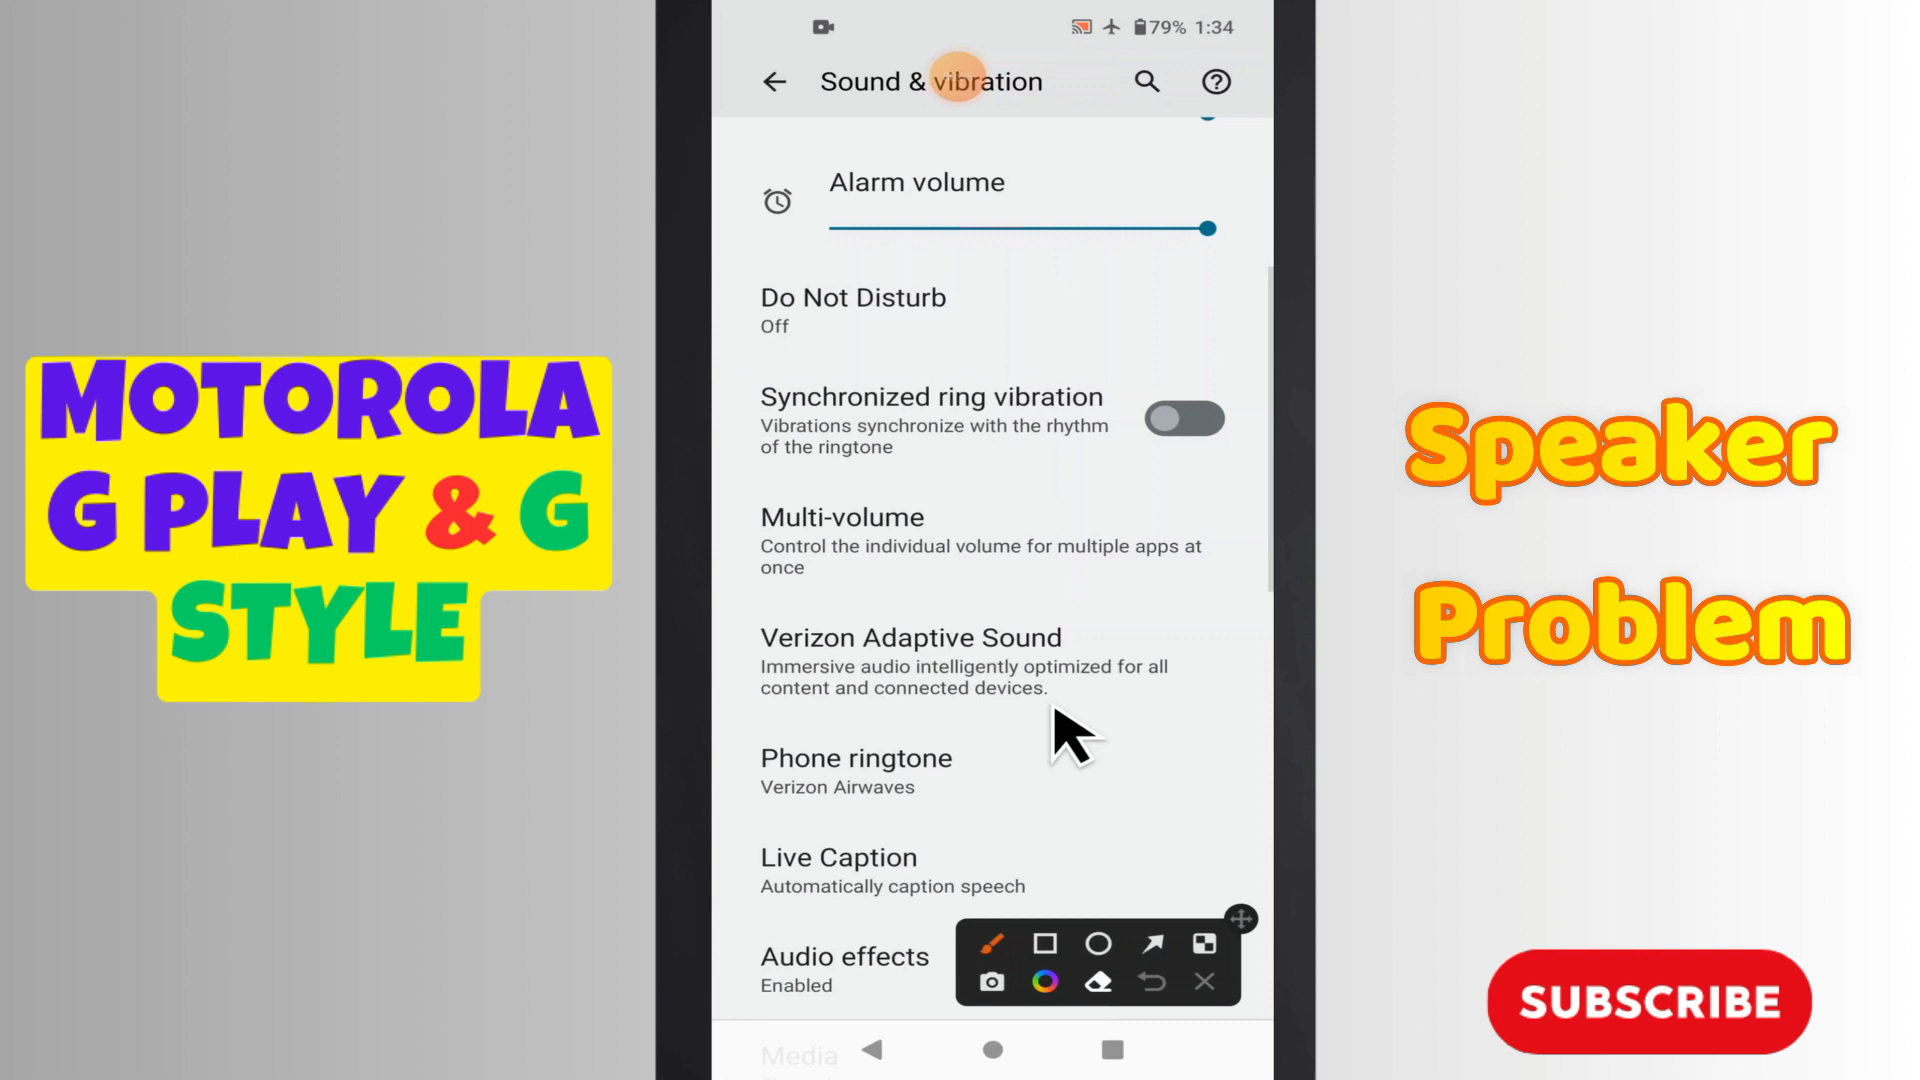 79% 1:34
Sound & vibration
Alarm volume
Do Not Disturb
Off
Synchronized ring vibration
Vibrations synchronize with the rhythm
of the ringtone
Multi-volume
Control the individual volume for multiple apps at
once
Verizon Adaptive Sound
Immersive audio intelligently optimized for all
content and connected devices.
Phone ringtone
Verizon Airwaves
Live Caption
Automatically caption speech
Audio effects
Enabled
Media
MOTOROLA
G PLAY & G
STYLE
Speaker
Problem
SUBSCRIBE